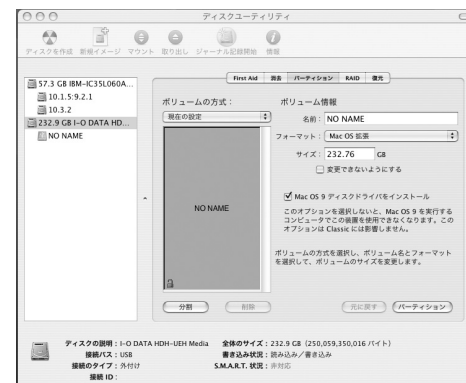 ディスクユーティリティ
ディスクを作成 新規イメージ マウント 取り出し ジャーナル記録開始 情報
57.3 GB IBM-IC35L060A...
10.1.5:9.2.1
10.3.2
232.9 GB I-O DATA HD...
NO NAME
First Aid 消去 パーティション RAID 復元
ボリュームの方式：
現在の設定
NO NAME
分割 削除
ボリューム情報
名前： NO NAME
フォーマット： Mac OS 拡張
サイズ： 232.76 GB
変更できないようにする
Mac OS 9 ディスクドライバをインストール
このオプションを選択しないと、Mac OS 9 を実行する
コンピュータでこの装置を使用できなくなります。この
オプションは Classic には影響しません。
ボリュームの方式を選択し、ボリューム名とフォーマット
を選択して、ボリュームのサイズを変更します。
元に戻す パーティション
ディスクの説明：I-O DATA HDH-UEH Media
接続バス：USB
接続のタイプ：外付け
接続 ID：
全体のサイズ：232.9 GB (250,059,350,016 バイト)
書き込み状況：読み込み／書き込み
S.M.A.R.T. 状況：非対応